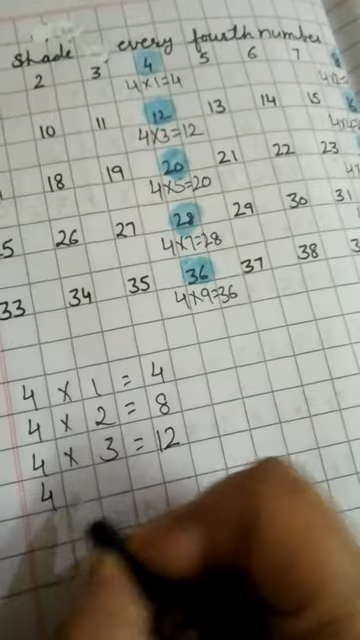 Shade every fourth number
2 3 4 5 6 7 8
4×1=4
10 11 12 13 14 15
4×3=12
18 19 20 21 22 23
4×5=20
26 27 28 29 30 31
4×7=28
33 34 35 36 37 38
4×9=36
4 × 1 = 4
4 × 2 = 8
4 × 3 = 12
4